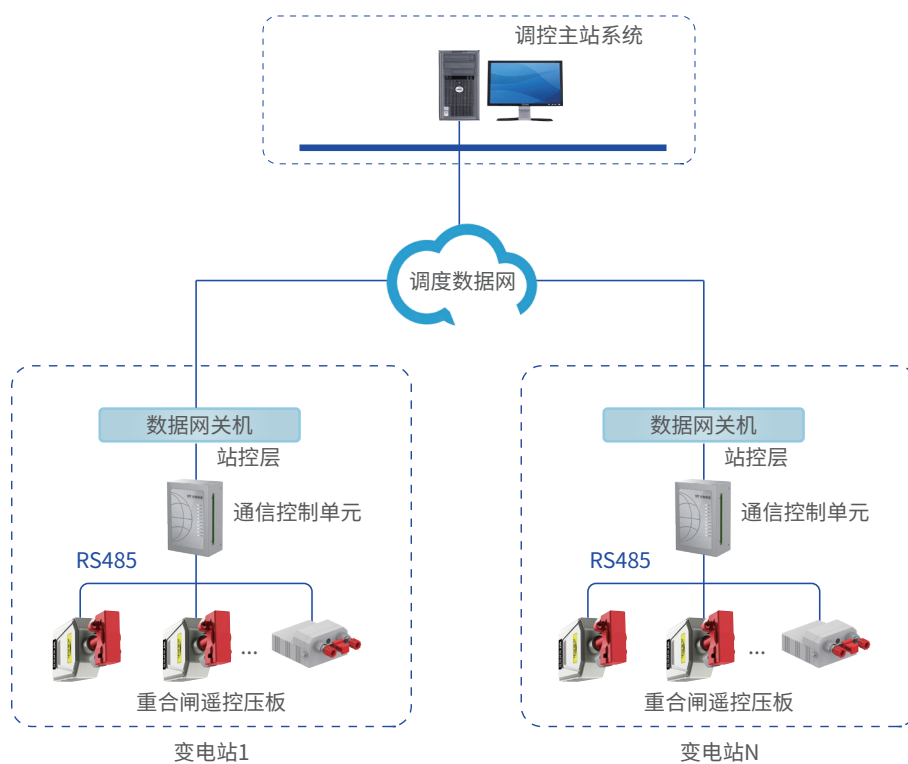 调控主站系统
调度数据网
数据网关机
站控层
通信控制单元
RS485
...
重合闸遥控压板
变电站1
数据网关机
站控层
通信控制单元
RS485
...
重合闸遥控压板
变电站N